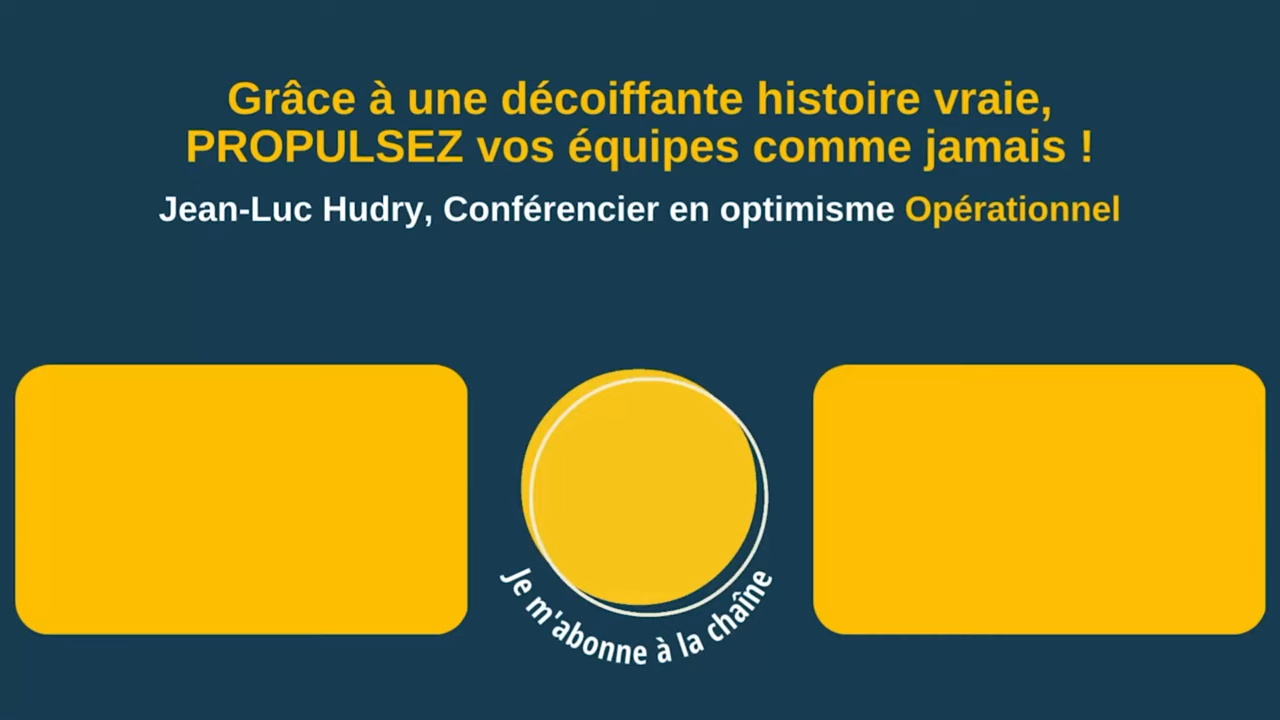 Grâce à une décoiffante histoire vraie,
PROPULSEZ vos équipes comme jamais !
Jean-Luc Hudry, Conférencier en optimisme Opérationnel
Je m'abonne à la chaîne